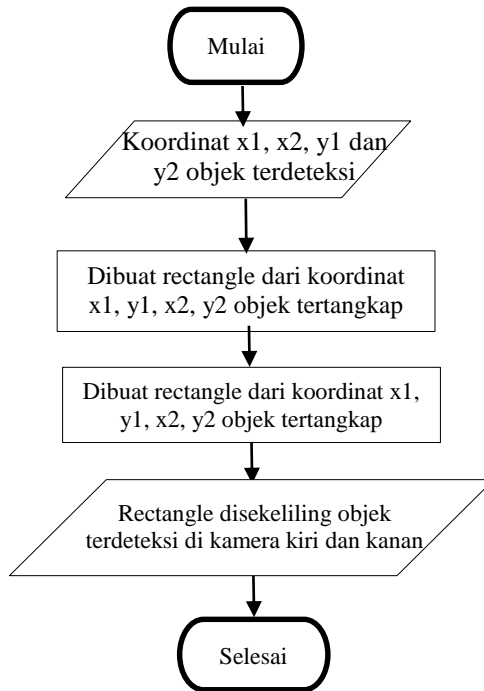 Mulai
Koordinat x1, x2, y1 dan
y2 objek terdeteksi
Dibuat rectangle dari koordinat
x1, y1, x2, y2 objek tertangkap
Dibuat rectangle dari koordinat x1,
y1, x2, y2 objek tertangkap
Rectangle disekeliling objek
terdeteksi di kamera kiri dan kanan
Selesai